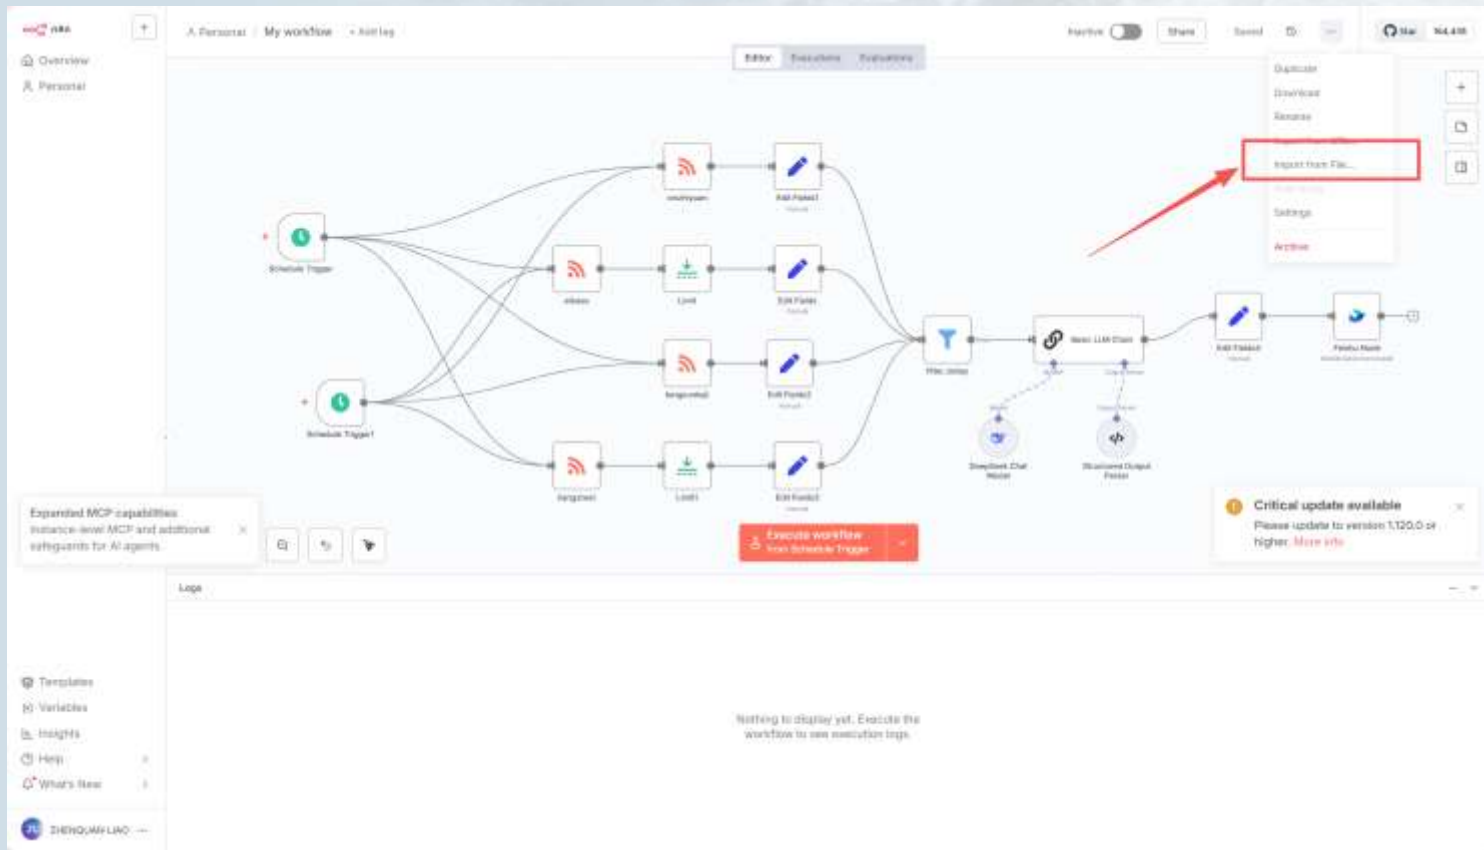 n8n
+
Overview
Personal
Personal / My workflow + Add tag
Inactive
Share
Saved
Star
Editor
Executions
Evaluations
Duplicate
Download
Rename
Import from File...
Settings
Archive
Schedule Trigger
Schedule Trigger1
Edit Fields1
Limit
Edit Fields
Edit Fields2
Limit1
Edit Fields3
Basic LLM Chain
Model
DeepSeek Chat
Model
Structured Output
Parser
Expanded MCP capabilities
Instance-level MCP and additional
safeguards for AI agents.
Execute workflow
from Schedule Trigger
Critical update available
Please update to version 1.120.0 or
higher. More info
Logs
Nothing to display yet. Execute the
workflow to see execution logs.
Templates
Variables
Insights
Help
What's New
ZHENQUAN LIAO